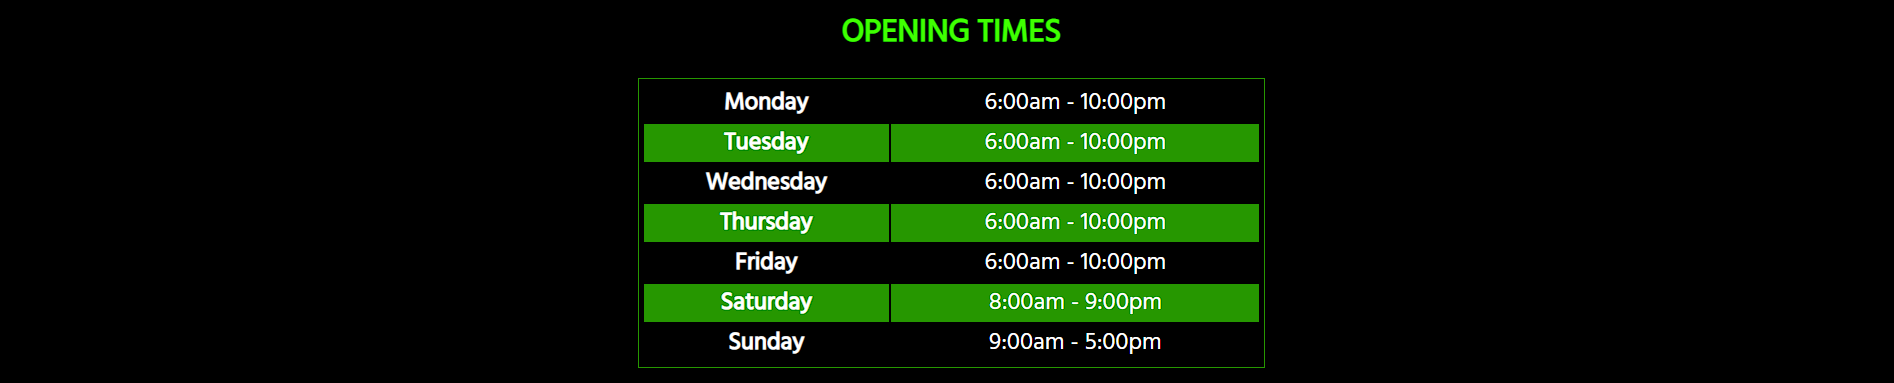 OPENING TIMES
Monday 6:00am - 10:00pm
Tuesday 6:00am - 10:00pm
Wednesday 6:00am - 10:00pm
Thursday 6:00am - 10:00pm
Friday 6:00am - 10:00pm
Saturday 8:00am - 9:00pm
Sunday 9:00am - 5:00pm